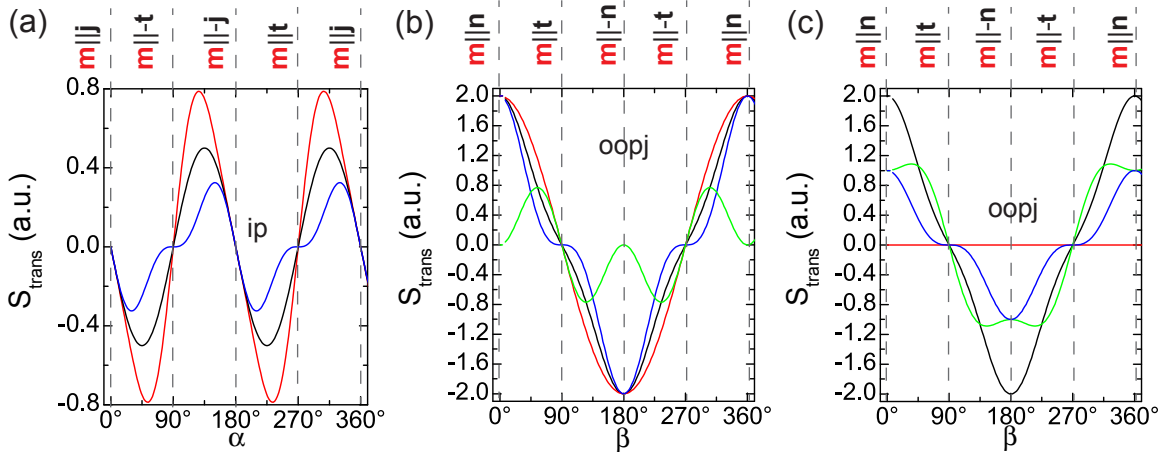 (a)
m||j
m||-t
m||-j
m||t
m||j
0.8
0.4
0.0
-0.4
-0.8
S_trans (a.u.)
ip
0°
90°
180°
270°
360°
α
(b)
m||n
m||t
m||-n
m||-t
m||n
2.0
1.6
1.2
0.8
0.4
0.0
-0.4
-0.8
-1.2
-1.6
-2.0
S_trans (a.u.)
oopj
0°
90°
180°
270°
360°
β
(c)
m||n
m||t
m||-n
m||-t
m||n
2.0
1.6
1.2
0.8
0.4
0.0
-0.4
-0.8
-1.2
-1.6
-2.0
S_trans (a.u.)
oopj
0°
90°
180°
270°
360°
β